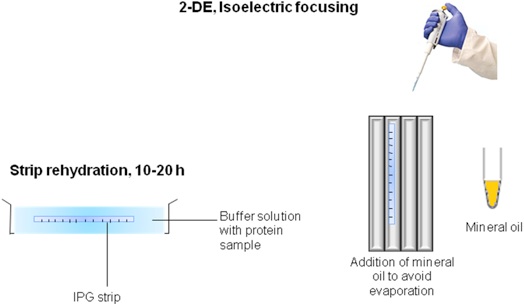 2-DE, Isoelectric focusing
Strip rehydration, 10-20 h
Buffer solution
with protein
sample
IPG strip
Mineral oil
Addition of mineral
oil to avoid
evaporation